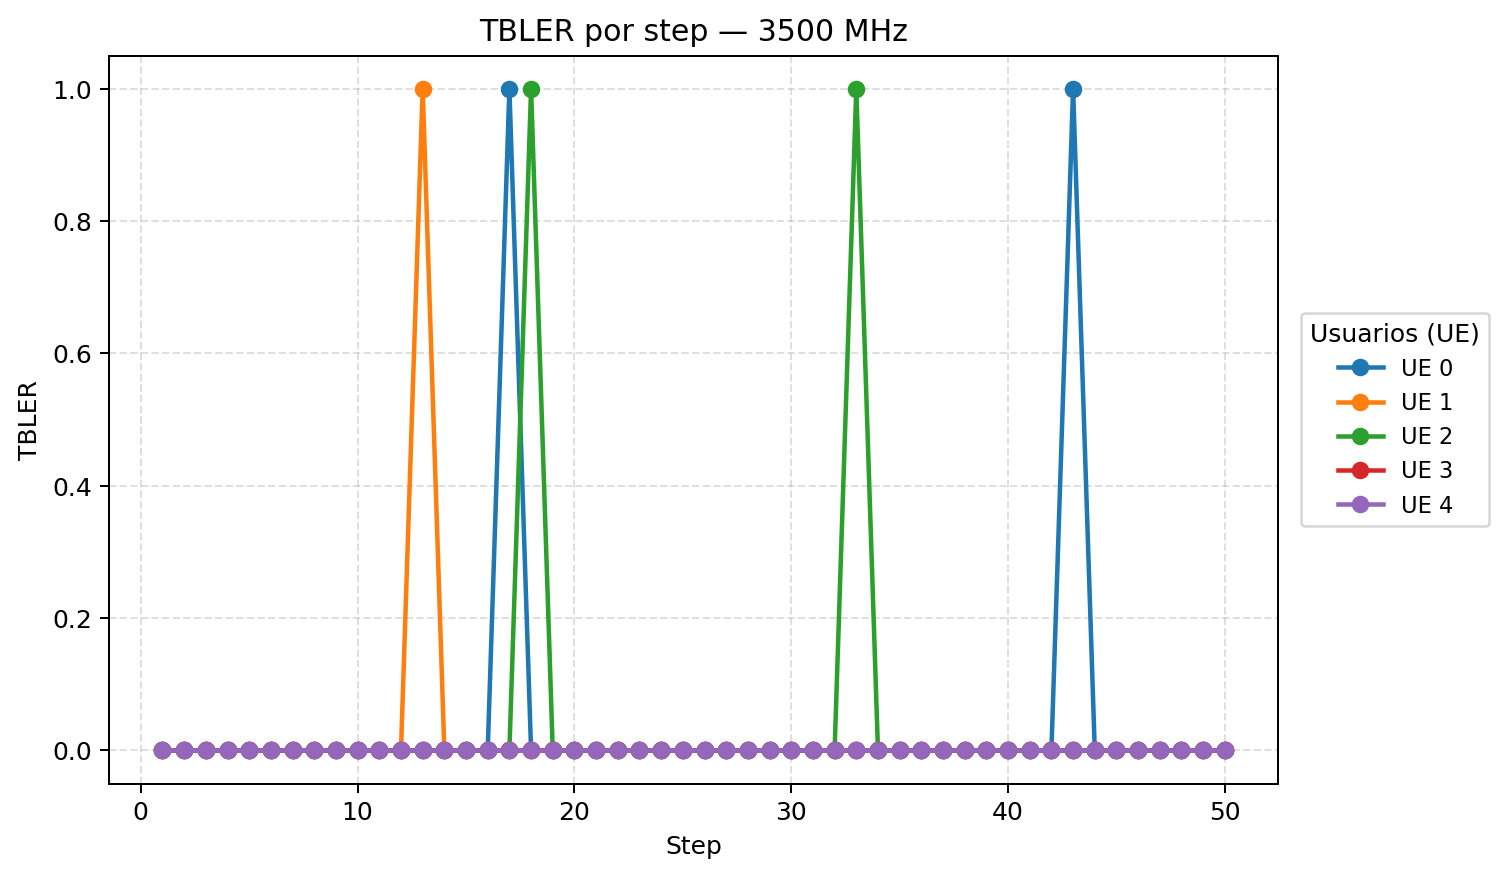 TBLER por step — 3500 MHz
1.0
0.8
0.6
0.4
0.2
0.0
TBLER
0 10 20 30 40 50
Step
Usuarios (UE)
UE 0
UE 1
UE 2
UE 3
UE 4